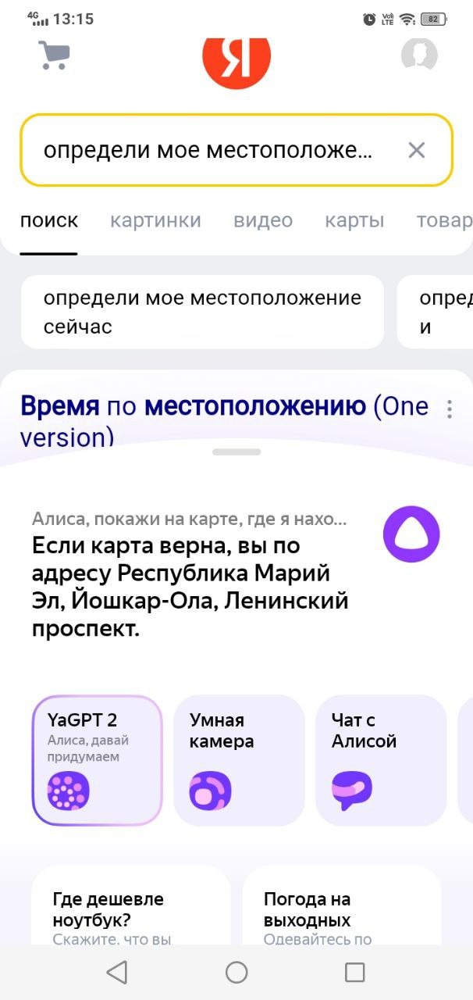 4G 13:15 Vo) LTE 82
Я
определи мое местоположе...
поиск картинки видео карты товар
определи мое местоположение
сейчас
опред
и
Время по местоположению (One
version)
Алиса, покажи на карте, где я нахо...
Если карта верна, вы по
адресу Республика Марий
Эл, Йошкар-Ола, Ленинский
проспект.
YaGPT 2
Алиса, давай
придумаем
Умная
камера
Чат с
Алисой
Где дешевле
ноутбук?
Скажите, что вы
Погода на
выходных
Одевайтесь по